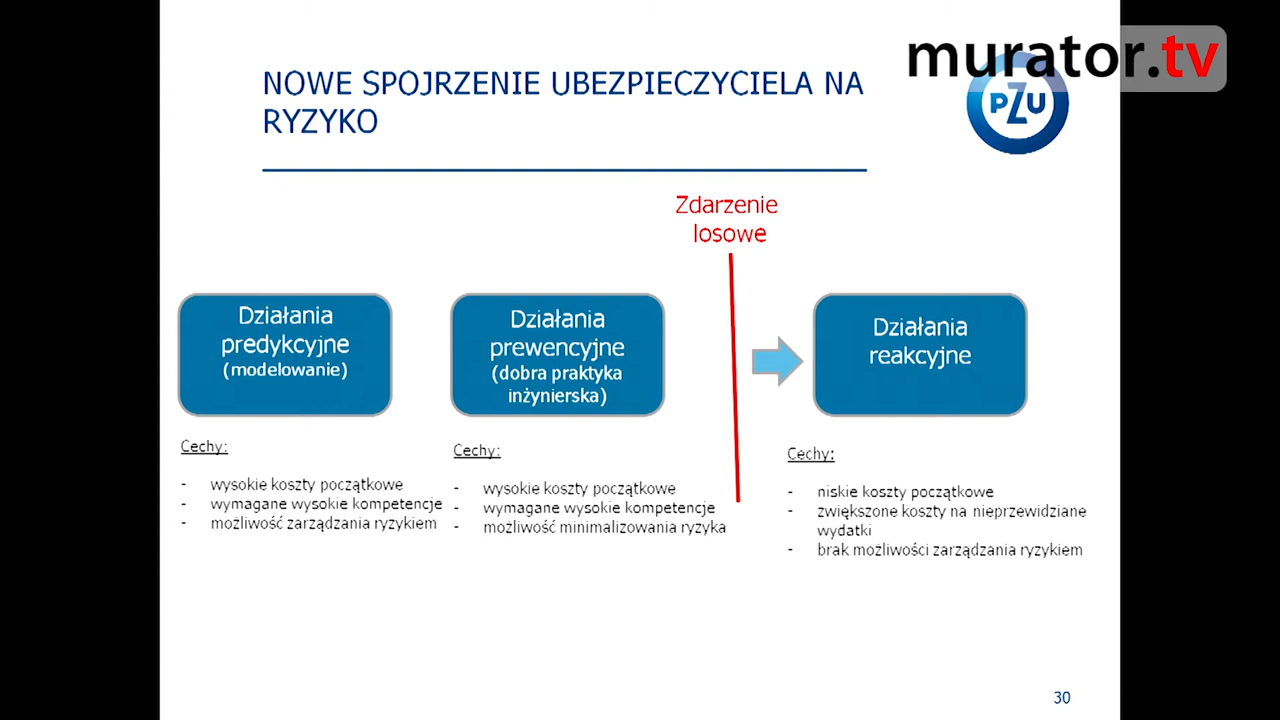 murator.tv
PZU
NOWE SPOJRZENIE UBEZPIECZYCIELA NA
RYZYKO
Zdarzenie
losowe
Działania
predykcyjne
(modelowanie)
Cechy:
- wysokie koszty początkowe
- wymagane wysokie kompetencje
- możliwość zarządzania ryzykiem
Działania
prewencyjne
(dobra praktyka
inżynierska)
Cechy:
- wysokie koszty początkowe
- wymagane wysokie kompetencje
- możliwość minimalizowania ryzyka
Działania
reakcyjne
Cechy:
- niskie koszty początkowe
- zwiększone koszty na nieprzewidziane
wydatki
- brak możliwości zarządzania ryzykiem
30